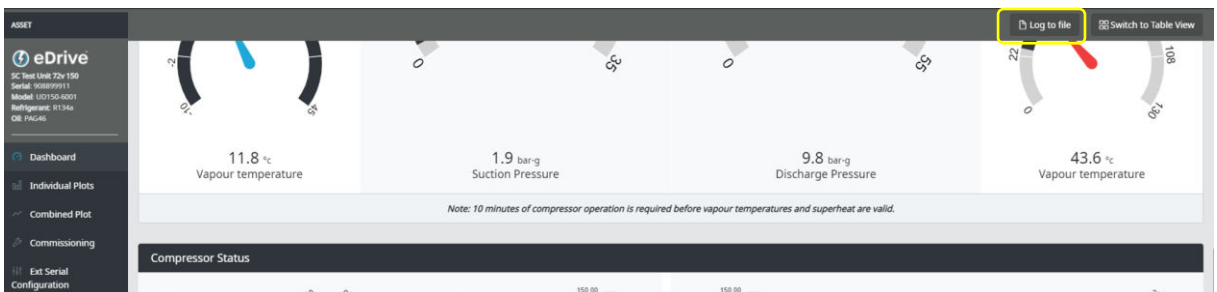 ASSET
Log to file
Switch to Table View
eDrive
SC Test Unit 72v 150
Serial: 908899911
Model: UD150-6001
Refrigerant: R134a
Oil: PAG46
Dashboard
Individual Plots
Combined Plot
Commissioning
Ext Serial
Configuration
-2
-10
45
0
35
0
35
22
108
0
130
11.8 °c
Vapour temperature
1.9 bar-g
Suction Pressure
9.8 bar-g
Discharge Pressure
43.6 °c
Vapour temperature
Note: 10 minutes of compressor operation is required before vapour temperatures and superheat are valid.
Compressor Status
150.00
150.00